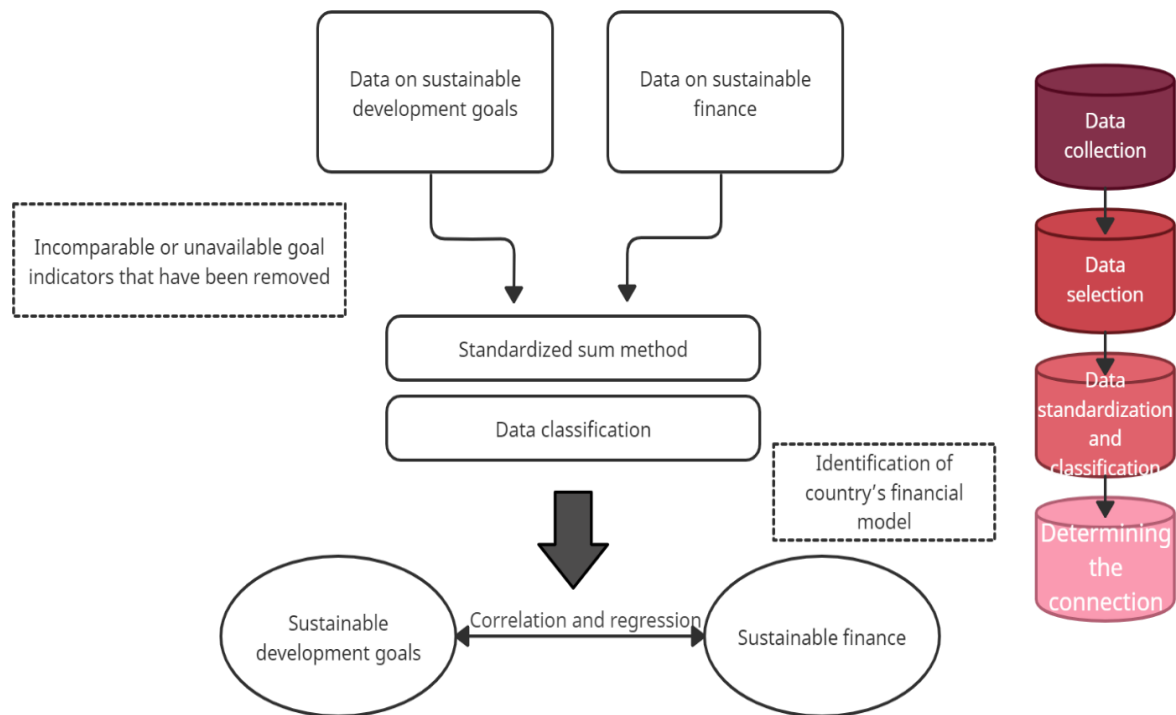 Data on sustainable
development goals
Data on sustainable
finance
Incomparable or unavailable goal
indicators that have been removed
Standardized sum method
Data classification
Identification of
country’s financial
model
Correlation and regression
Sustainable
development goals
Sustainable finance
Data
collection
Data
selection
Data
standardization
and
classification
Determining
the
connection